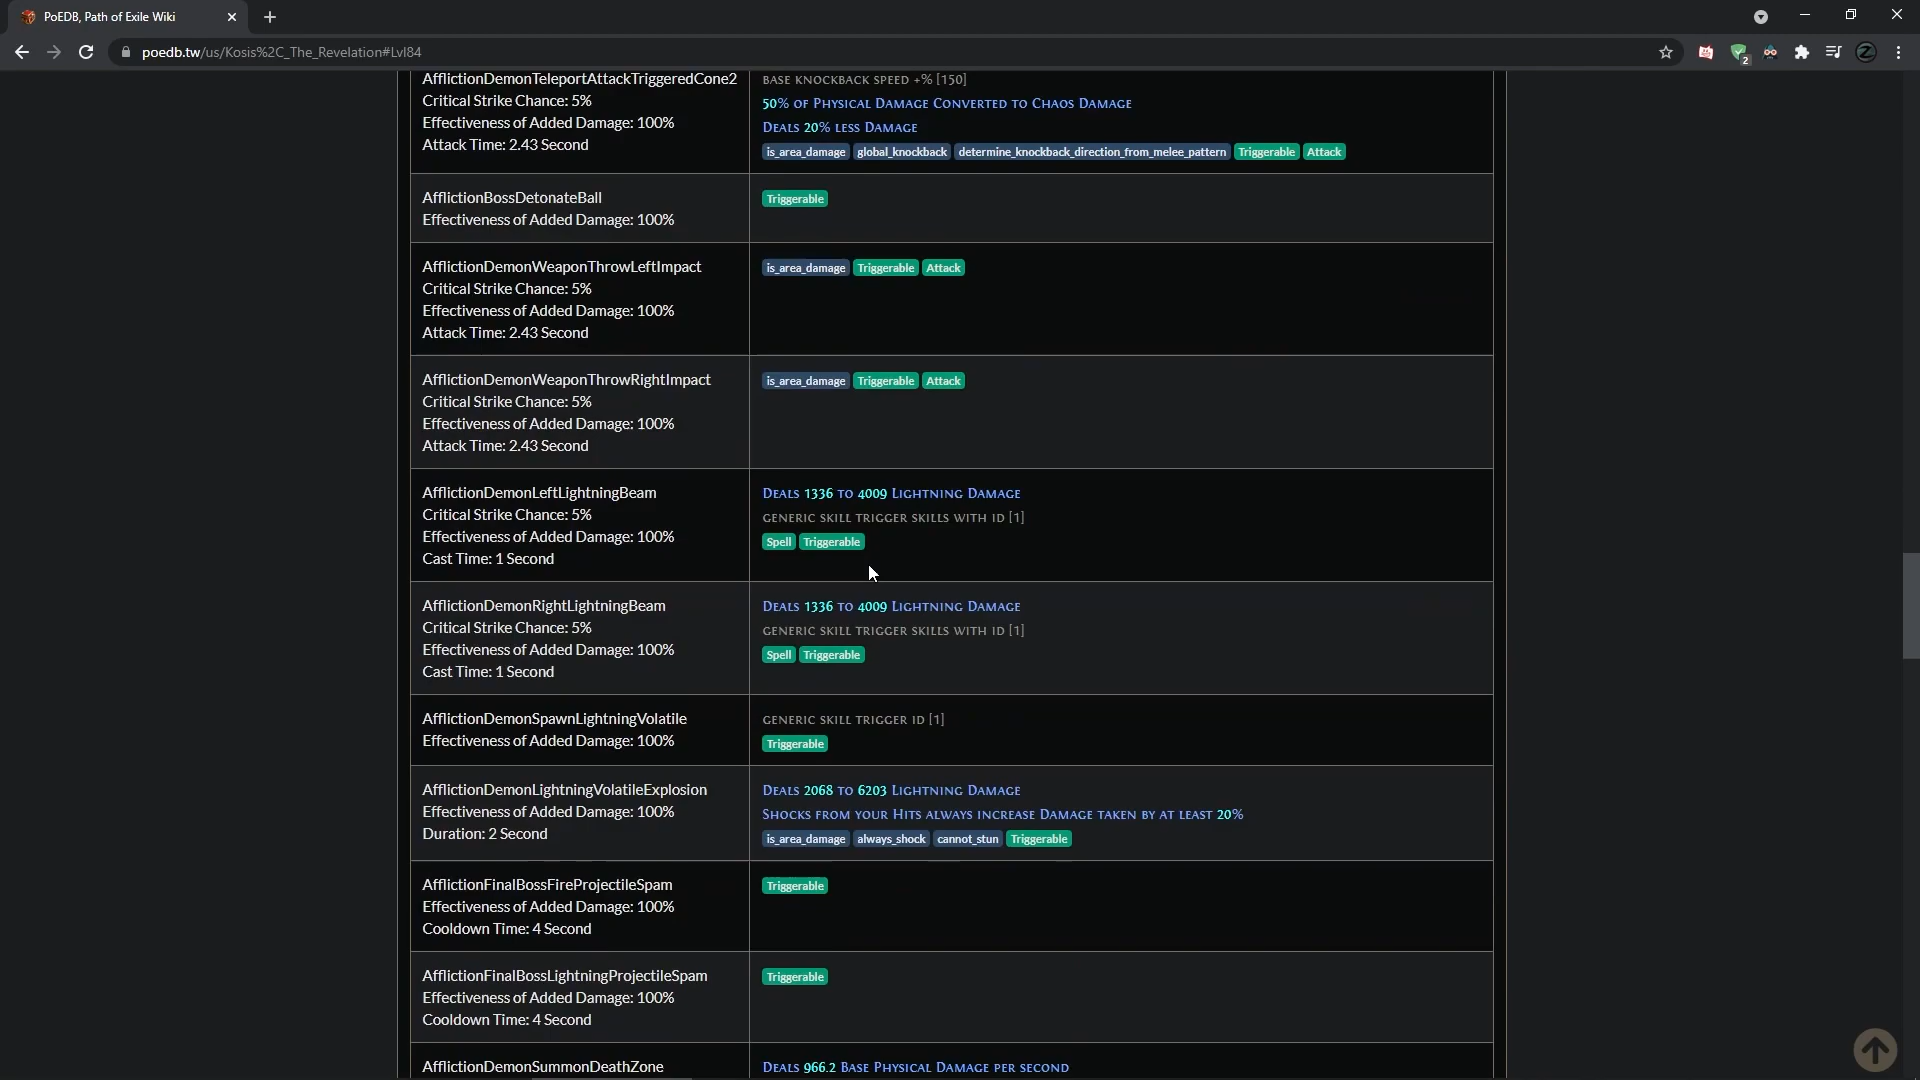 PoEDB, Path of Exile Wiki
poedb.tw/us/Kosis%2C_The_Revelation#Lvl84
2
AfflictionDemonTeleportAttackTriggeredCone2
Critical Strike Chance: 5%
Effectiveness of Added Damage: 100%
Attack Time: 2.43 Second
BASE KNOCKBACK SPEED +% [150]
50% OF PHYSICAL DAMAGE CONVERTED TO CHAOS DAMAGE
DEALS 20% LESS DAMAGE
is_area_damage global_knockback determine_knockback_direction_from_melee_pattern Triggerable Attack
AfflictionBossDetonateBall
Effectiveness of Added Damage: 100%
Triggerable
AfflictionDemonWeaponThrowLeftImpact
Critical Strike Chance: 5%
Effectiveness of Added Damage: 100%
Attack Time: 2.43 Second
is_area_damage Triggerable Attack
AfflictionDemonWeaponThrowRightImpact
Critical Strike Chance: 5%
Effectiveness of Added Damage: 100%
Attack Time: 2.43 Second
is_area_damage Triggerable Attack
AfflictionDemonLeftLightningBeam
Critical Strike Chance: 5%
Effectiveness of Added Damage: 100%
Cast Time: 1 Second
DEALS 1336 TO 4009 LIGHTNING DAMAGE
GENERIC SKILL TRIGGER SKILLS WITH ID [1]
Spell Triggerable
AfflictionDemonRightLightningBeam
Critical Strike Chance: 5%
Effectiveness of Added Damage: 100%
Cast Time: 1 Second
DEALS 1336 TO 4009 LIGHTNING DAMAGE
GENERIC SKILL TRIGGER SKILLS WITH ID [1]
Spell Triggerable
AfflictionDemonSpawnLightningVolatile
Effectiveness of Added Damage: 100%
GENERIC SKILL TRIGGER ID [1]
Triggerable
AfflictionDemonLightningVolatileExplosion
Effectiveness of Added Damage: 100%
Duration: 2 Second
DEALS 2068 TO 6203 LIGHTNING DAMAGE
SHOCKS FROM YOUR HITS ALWAYS INCREASE DAMAGE TAKEN BY AT LEAST 20%
is_area_damage always_shock cannot_stun Triggerable
AfflictionFinalBossFireProjectileSpam
Effectiveness of Added Damage: 100%
Cooldown Time: 4 Second
Triggerable
AfflictionFinalBossLightningProjectileSpam
Effectiveness of Added Damage: 100%
Cooldown Time: 4 Second
Triggerable
AfflictionDemonSummonDeathZone
DEALS 966.2 BASE PHYSICAL DAMAGE PER SECOND